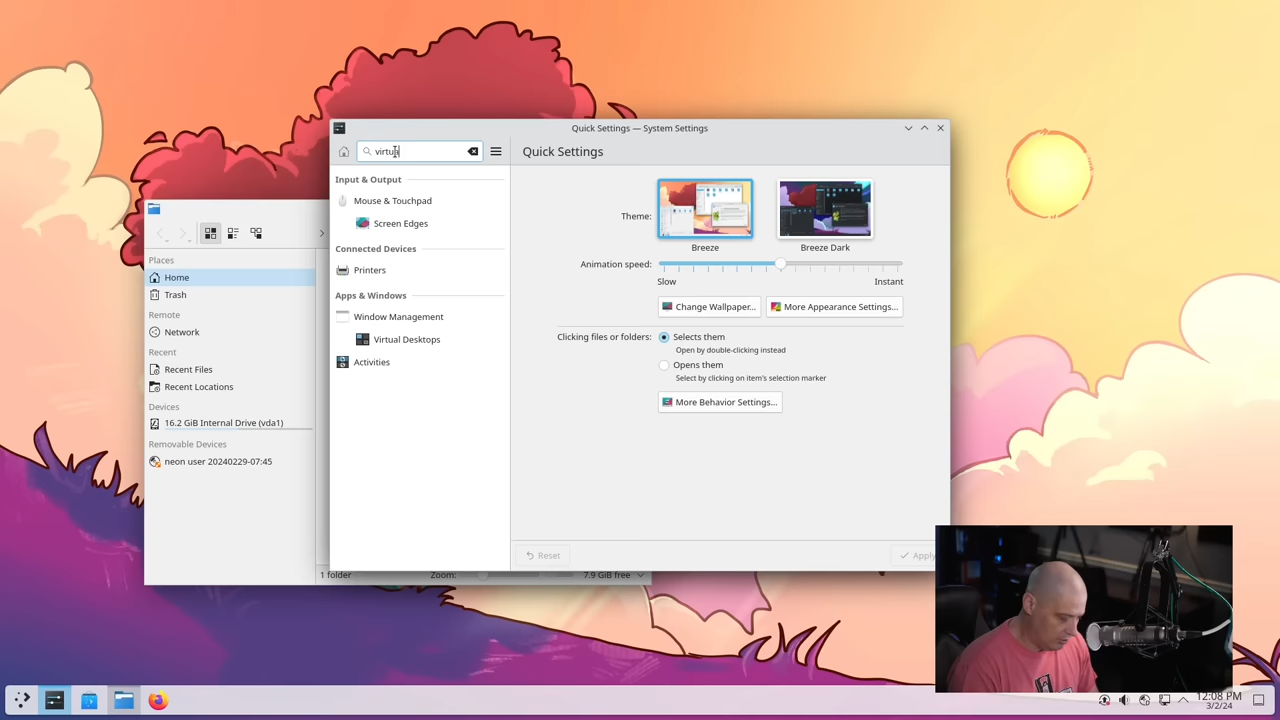 Quick Settings — System Settings
virtua
Quick Settings
Input & Output
Mouse & Touchpad
Screen Edges
Connected Devices
Printers
Apps & Windows
Window Management
Virtual Desktops
Activities
Theme:
Breeze
Breeze Dark
Animation speed:
Slow
Instant
Change Wallpaper...
More Appearance Settings...
Clicking files or folders:
Selects them
Open by double-clicking instead
Opens them
Select by clicking on item's selection marker
More Behavior Settings...
Reset
Apply
Places
Home
Trash
Remote
Network
Recent
Recent Files
Recent Locations
Devices
16.2 GiB Internal Drive (vda1)
Removable Devices
neon user 20240229-07:45
1 folder
Zoom:
7.9 GiB free
12:08 PM
3/2/24